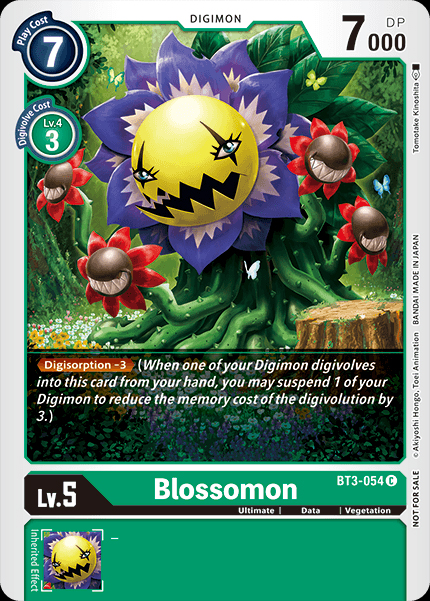 Play Cost
7
DIGIMON
7000
DP
Digivolve Cost
Lv.4
3
Tomotake Kinoshita
© Akiyoshi Hongo, Toei Animation BANDAI MADE IN JAPAN
Digisorption -3 (When one of your Digimon digivolves
into this card from your hand, you may suspend 1 of your
Digimon to reduce the memory cost of the digivolution by
3.)
Lv.5
Blossomon
BT3-054 C
Ultimate | Data | Vegetation
NOT FOR SALE
Inherited Effect
–